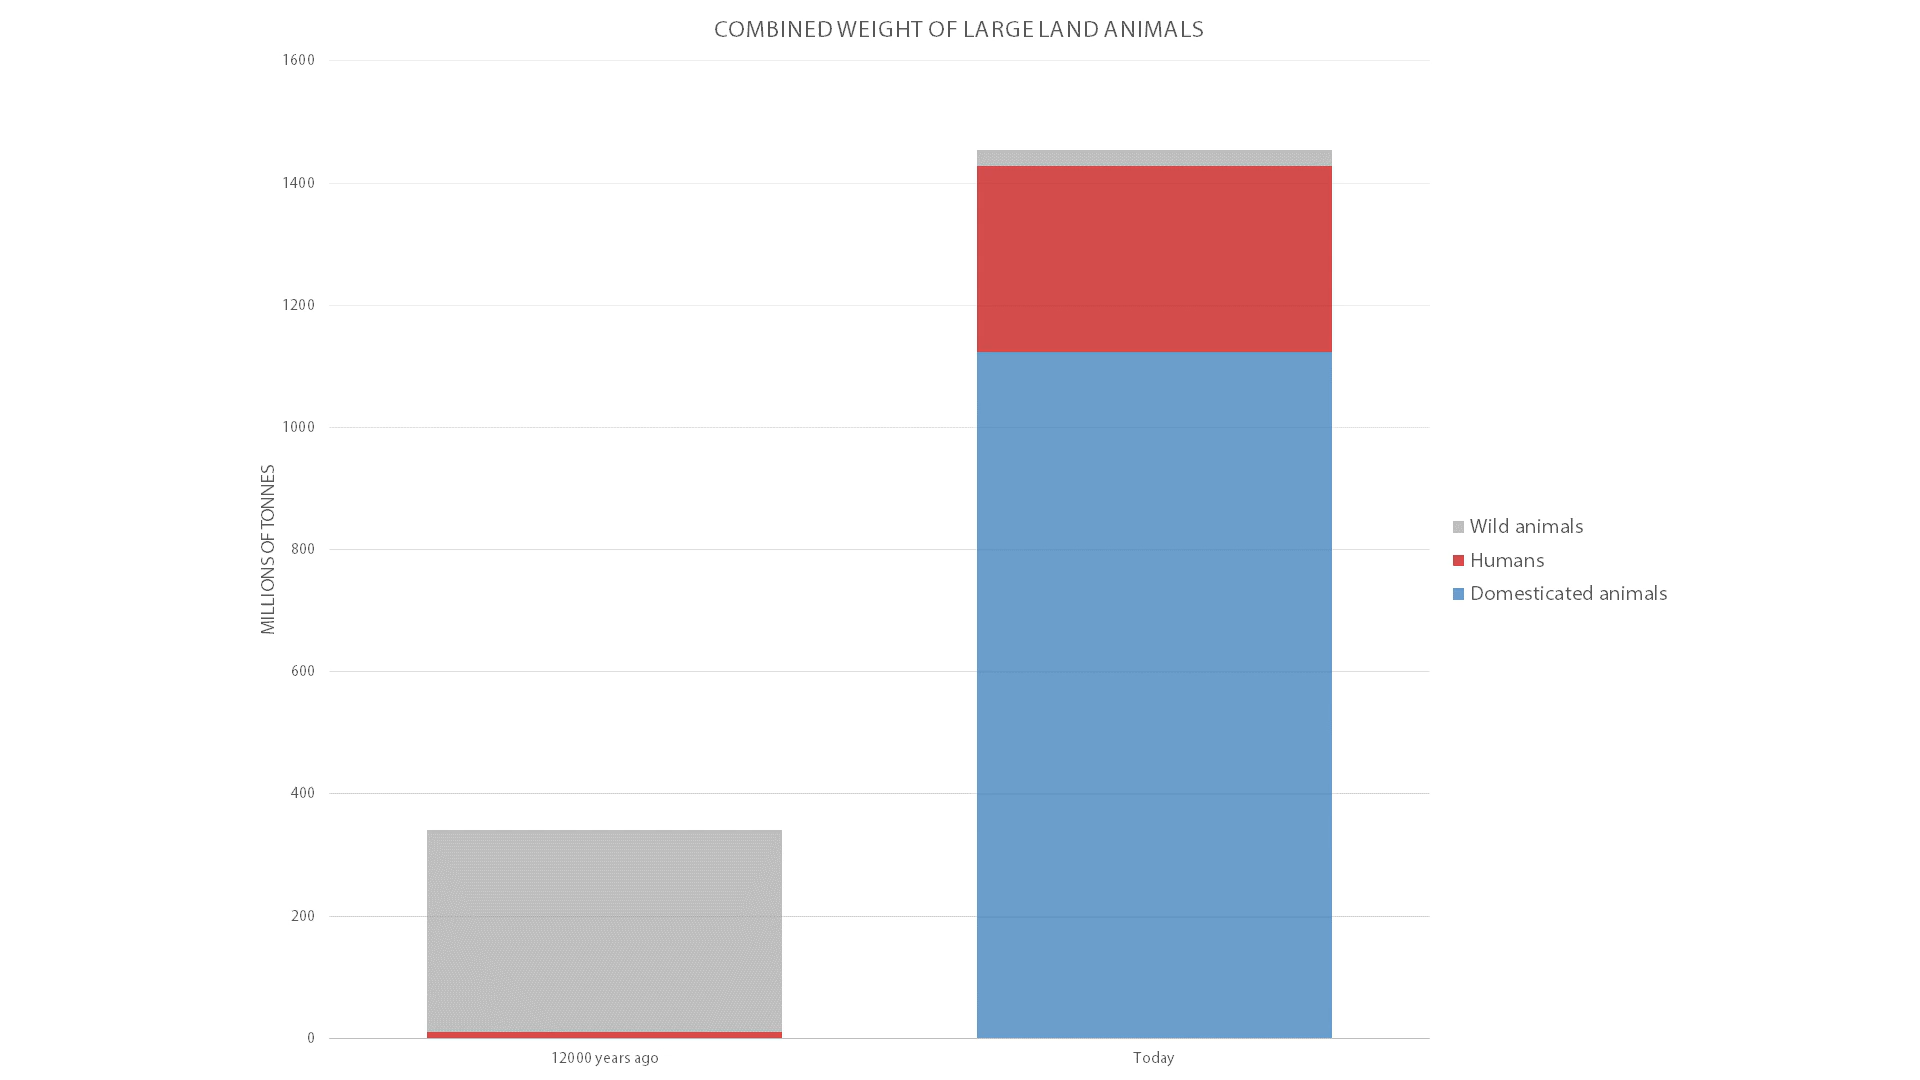 COMBINED WEIGHT OF LARGE LAND ANIMALS
1600
1400
1200
1000
800
600
400
200
0
MILLIONS OF TONNES
12000 years ago
Today
Wild animals
Humans
Domesticated animals